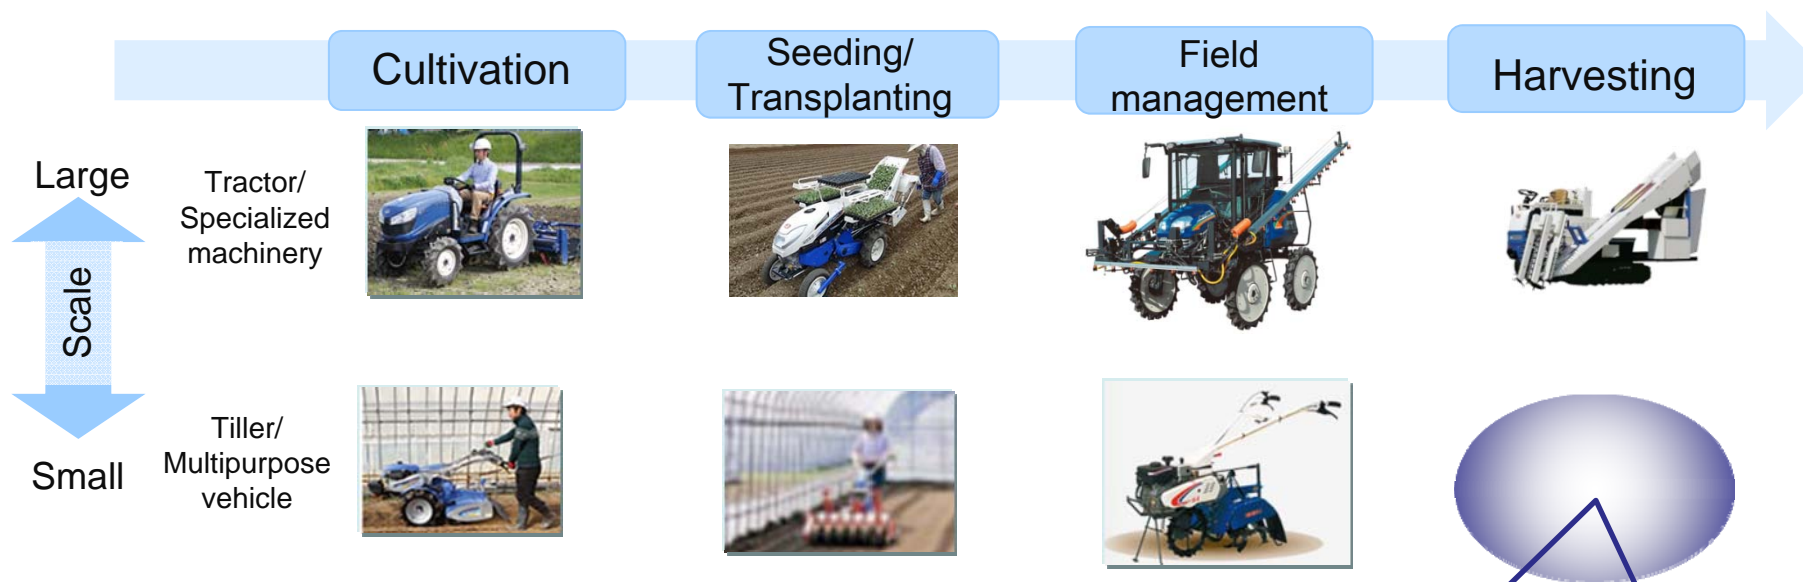 Cultivation
Seeding/
Transplanting
Field
management
Harvesting
Large
Scale
Small
Tractor/
Specialized
machinery
Tiller/
Multipurpose
vehicle